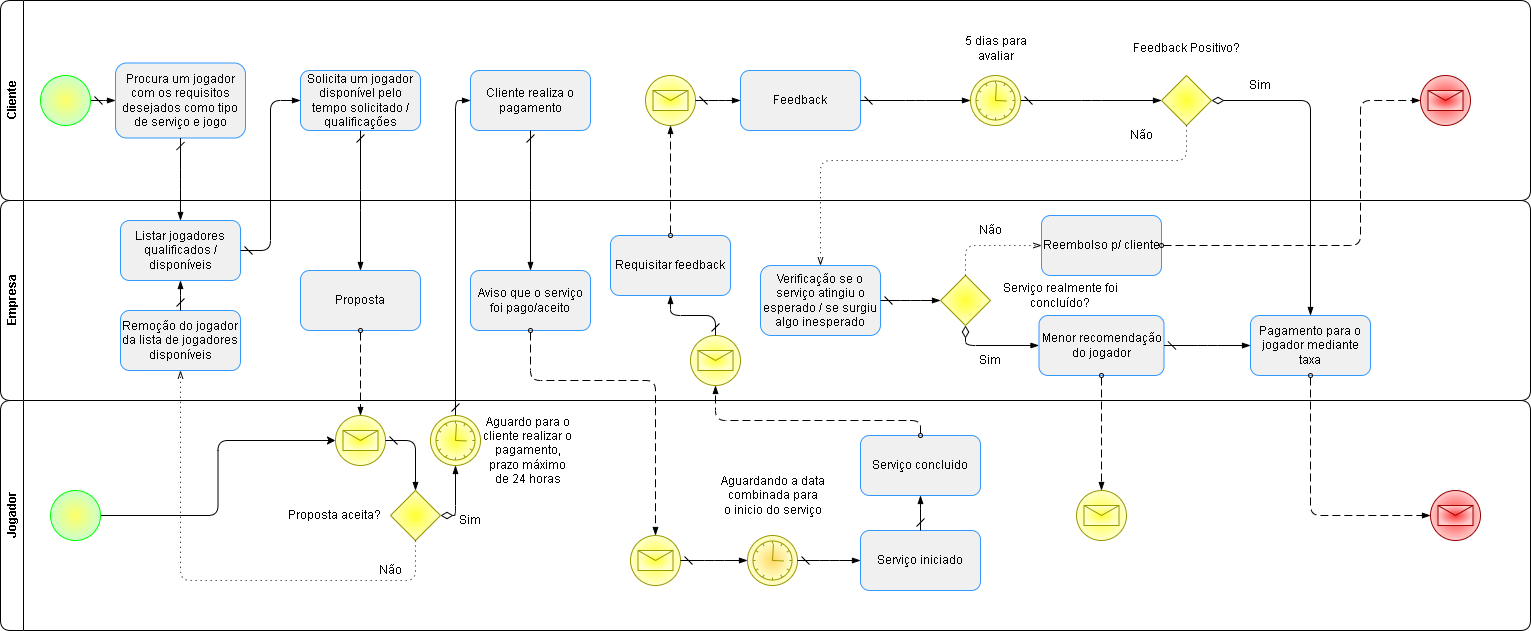 Cliente
Procura um jogador
com os requisitos
desejados como tipo
de serviço e jogo
Solicita um jogador
disponível pelo
tempo solicitado /
qualificações
Cliente realiza o
pagamento
Feedback
5 dias para
avaliar
Feedback Positivo?
Sim
Não
Empresa
Listar jogadores
qualificados /
disponíveis
Remoção do jogador
da lista de jogadores
disponíveis
Proposta
Aviso que o serviço
foi pago/aceito
Requisitar feedback
Verificação se o
serviço atingiu o
esperado / se surgiu
algo inesperado
Não
Reembolso p/ cliente
Serviço realmente foi
concluído?
Sim
Menor recomendação
do jogador
Pagamento para o
jogador mediante
taxa
Jogador
Proposta aceita?
Sim
Não
Aguardo para o
cliente realizar o
pagamento,
prazo máximo
de 24 horas
Aguardando a data
combinada para
o inicio do serviço
Serviço concluido
Serviço iniciado